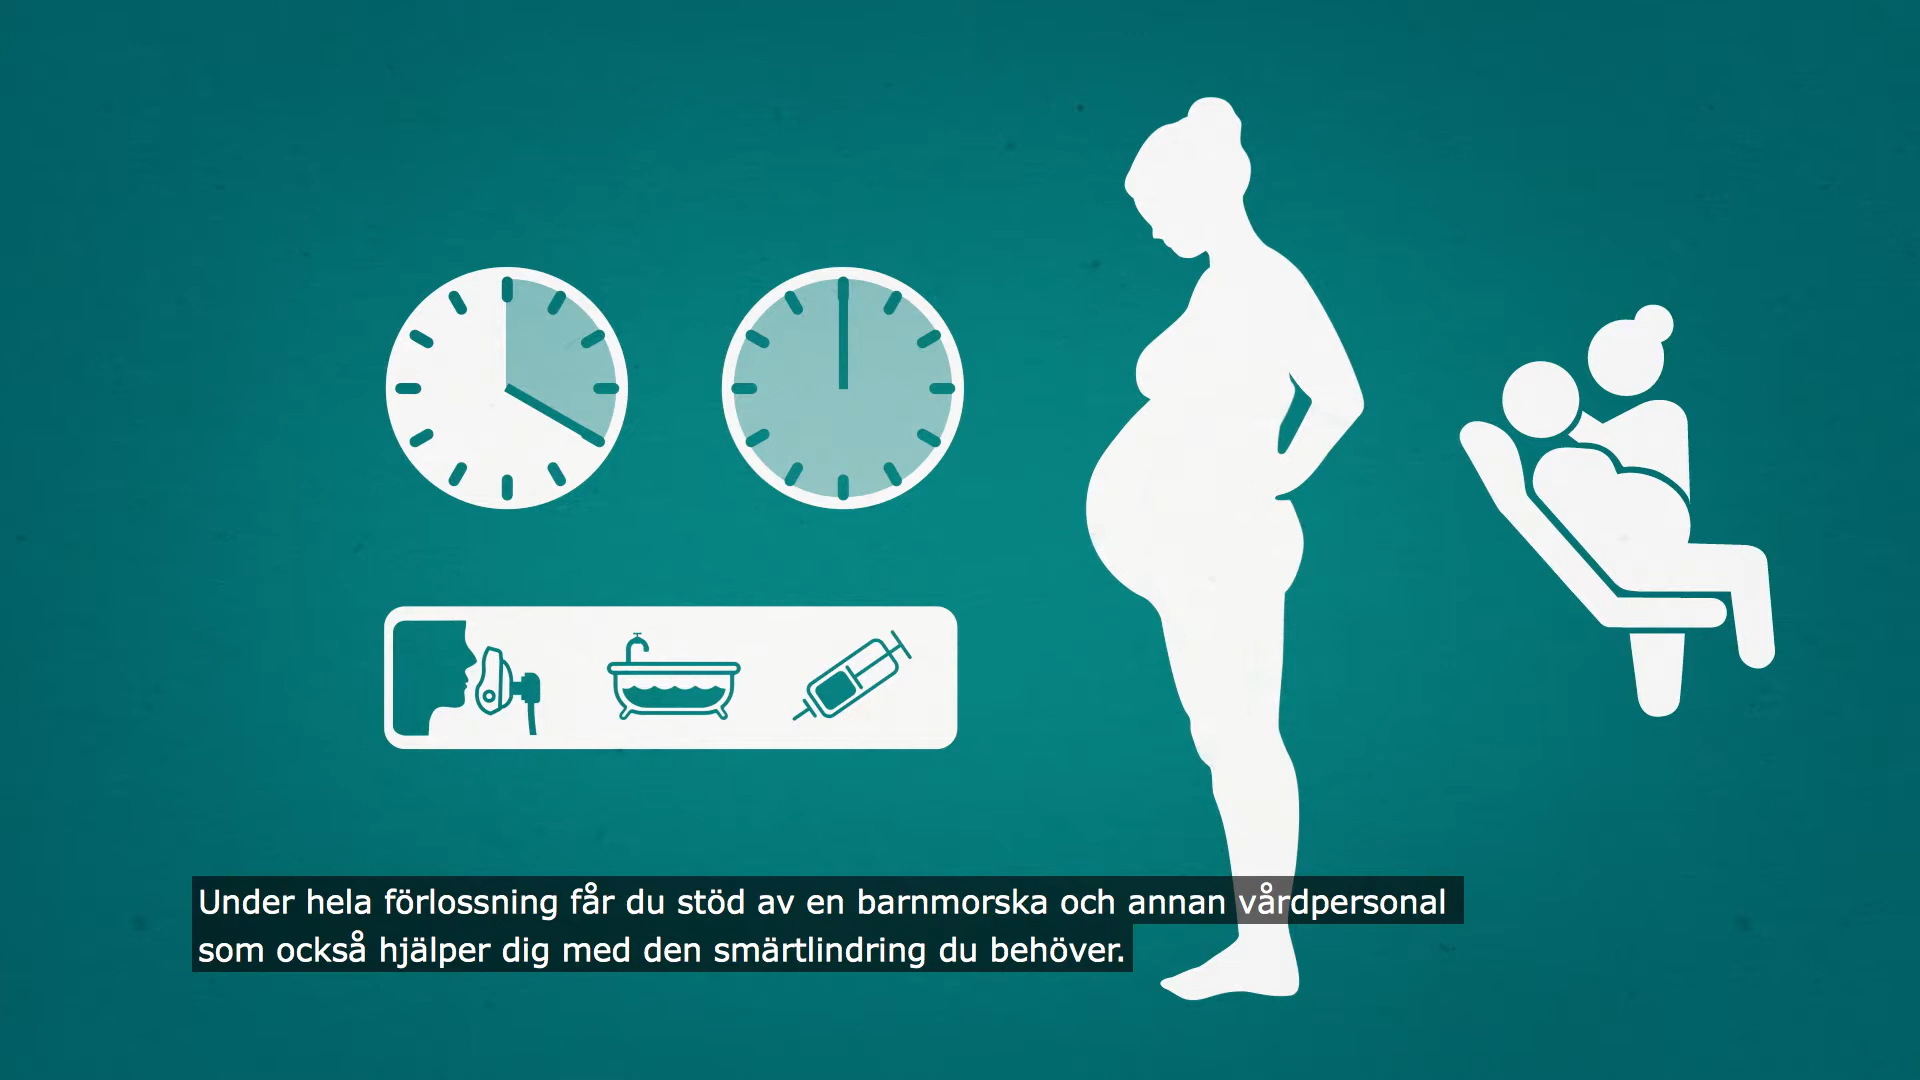 Under hela förlossning får du stöd av en barnmorska och annan vårdpersonal
som också hjälper dig med den smärtlindring du behöver.